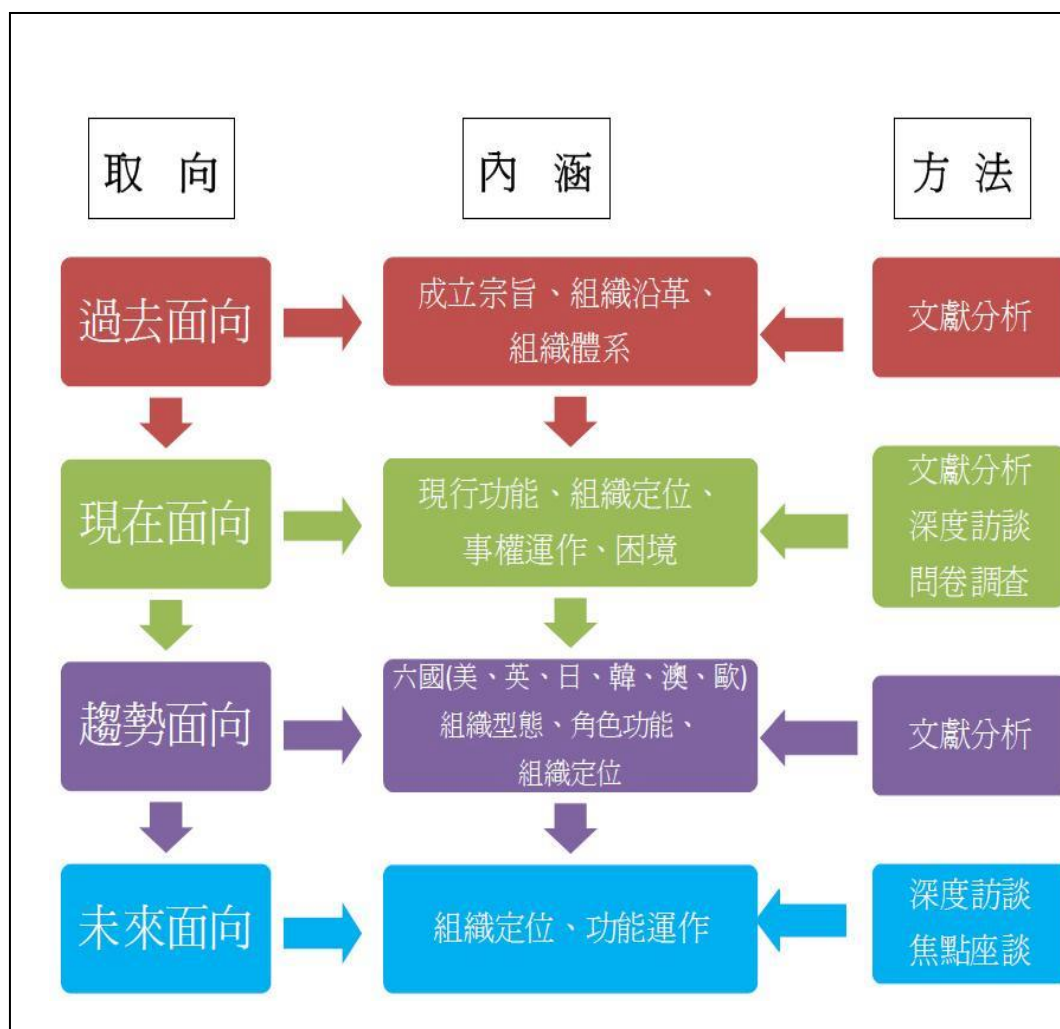 取 向
內 涵
方 法
過去面向
成立宗旨、組織沿革、
組織體系
文獻分析
現在面向
現行功能、組織定位、
事權運作、困境
文獻分析
深度訪談
問卷調查
趨勢面向
六國(美、英、日、韓、澳、歐)
組織型態、角色功能、
組織定位
文獻分析
未來面向
組織定位、功能運作
深度訪談
焦點座談